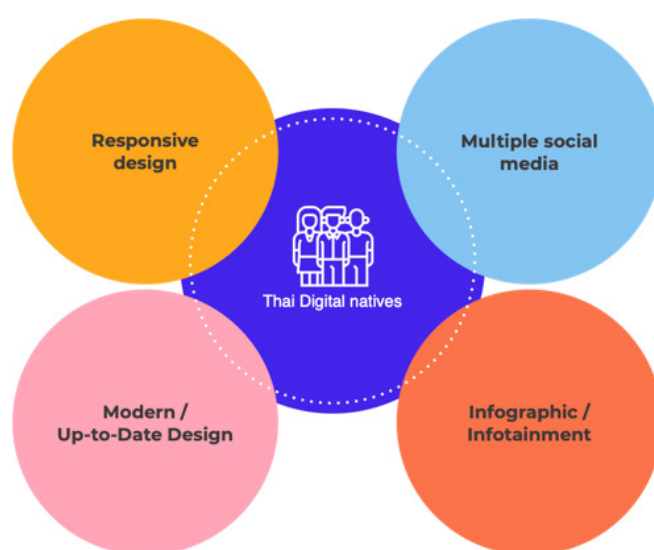 Responsive
design
Multiple social
media
Thai Digital natives
Modern /
Up-to-Date Design
Infographic /
Infotainment